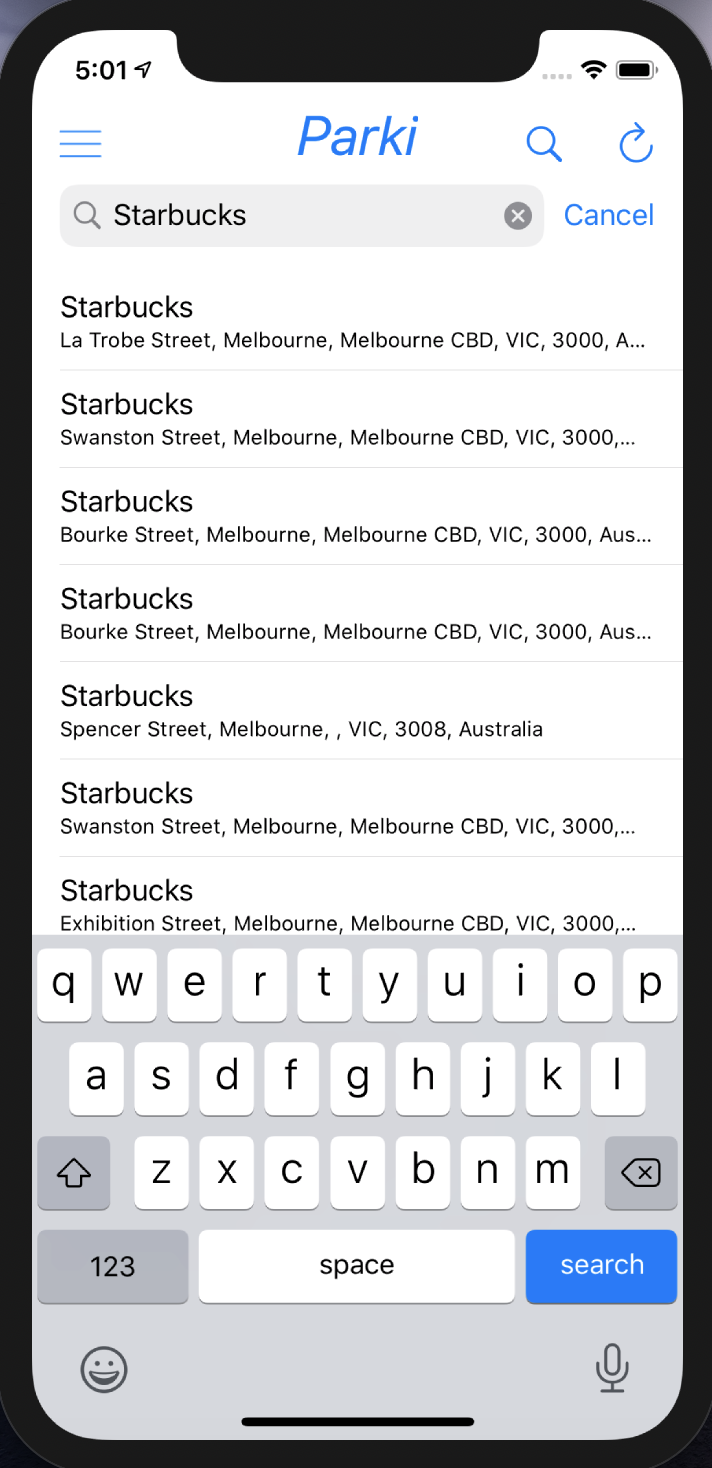 5:01
Parki
Starbucks
Cancel
Starbucks
La Trobe Street, Melbourne, Melbourne CBD, VIC, 3000, A...
Starbucks
Swanston Street, Melbourne, Melbourne CBD, VIC, 3000,...
Starbucks
Bourke Street, Melbourne, Melbourne CBD, VIC, 3000, Aus...
Starbucks
Bourke Street, Melbourne, Melbourne CBD, VIC, 3000, Aus...
Starbucks
Spencer Street, Melbourne, , VIC, 3008, Australia
Starbucks
Swanston Street, Melbourne, Melbourne CBD, VIC, 3000,...
Starbucks
Exhibition Street, Melbourne, Melbourne CBD, VIC, 3000,...
q w e r t y u i o p
a s d f g h j k l
z x c v b n m
123 space search